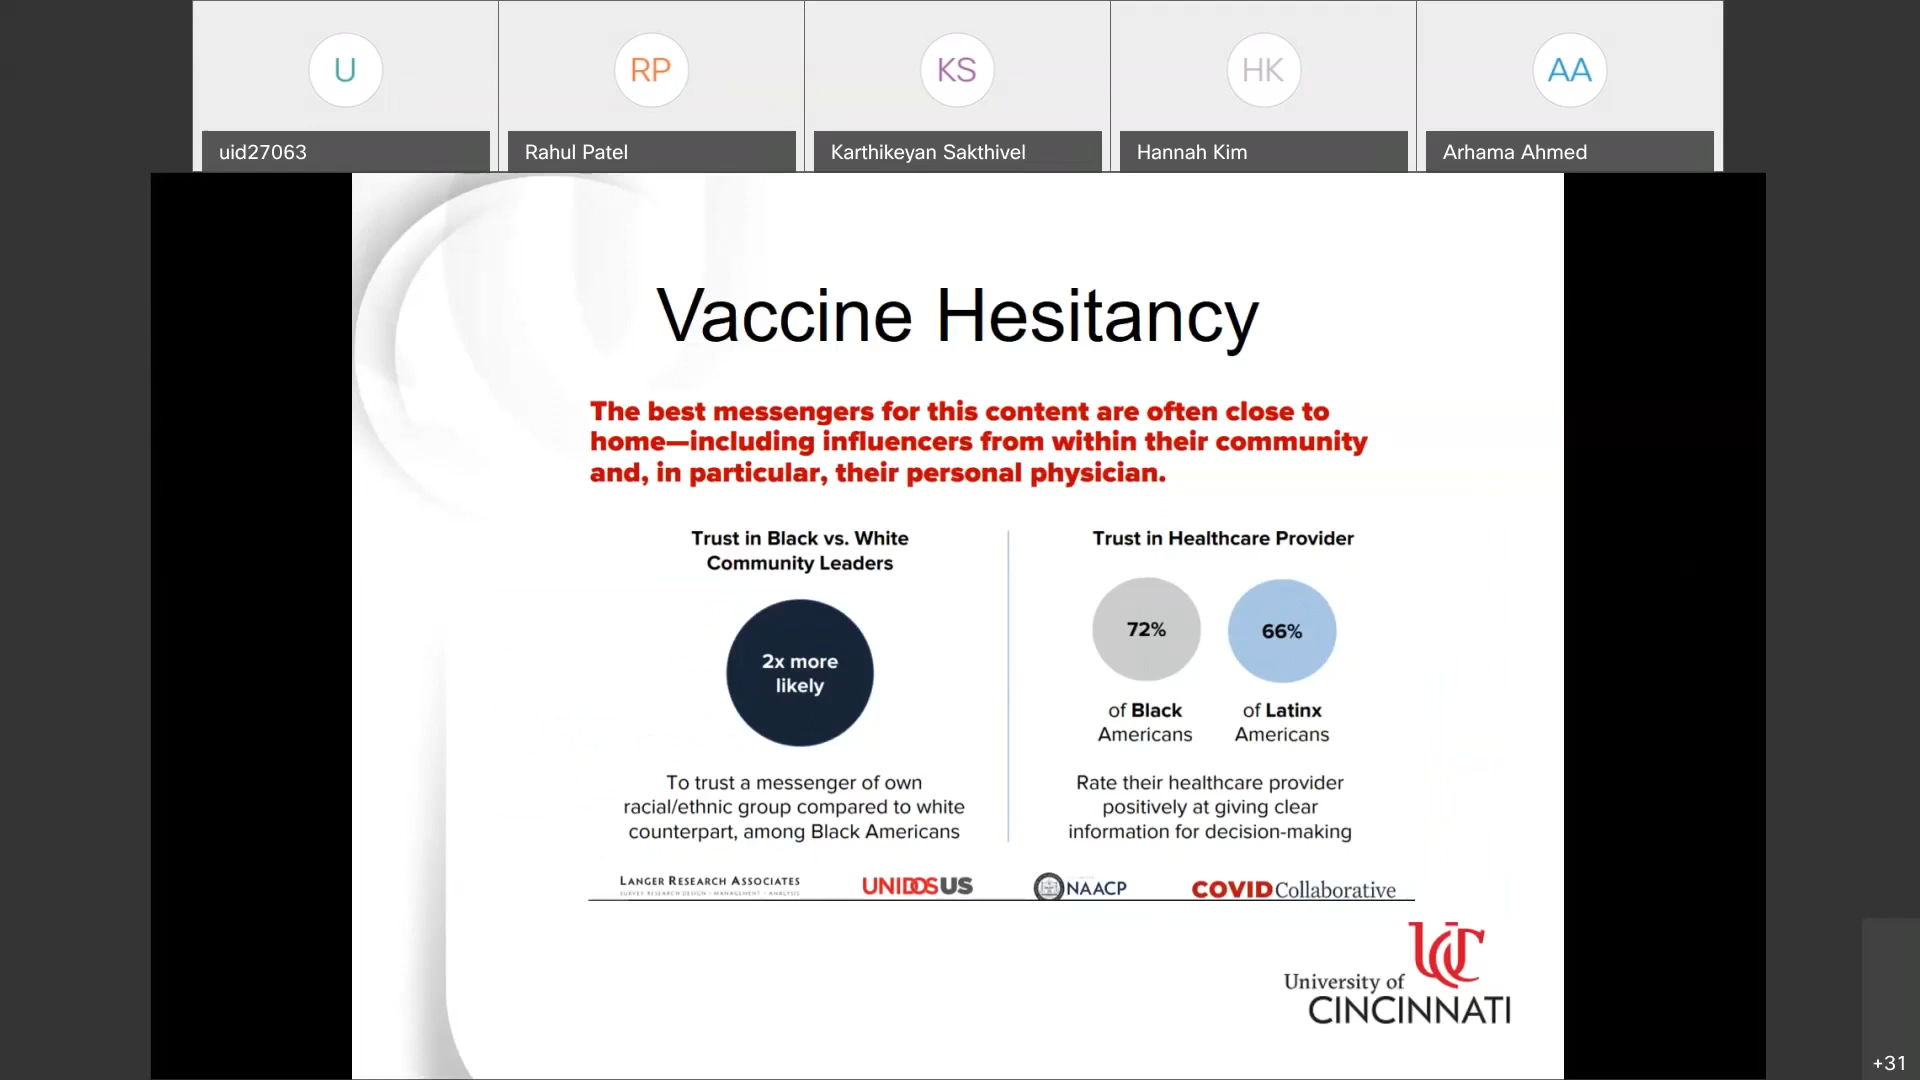 U
RP
KS
HK
AA
uid27063
Rahul Patel
Karthikeyan Sakthivel
Hannah Kim
Arhama Ahmed
Vaccine Hesitancy
The best messengers for this content are often close to
home—including influencers from within their community
and, in particular, their personal physician.
Trust in Black vs. White
Community Leaders
2x more
likely
To trust a messenger of own
racial/ethnic group compared to white
counterpart, among Black Americans
Trust in Healthcare Provider
72%
66%
of Black
Americans
of Latinx
Americans
Rate their healthcare provider
positively at giving clear
information for decision-making
LANGER RESEARCH ASSOCIATES
SURVEY RESEARCH DESIGN - MANAGEMENT - ANALYSIS
UNIDOSUS
NAACP
COVID Collaborative
UC
University of
CINCINNATI
+31